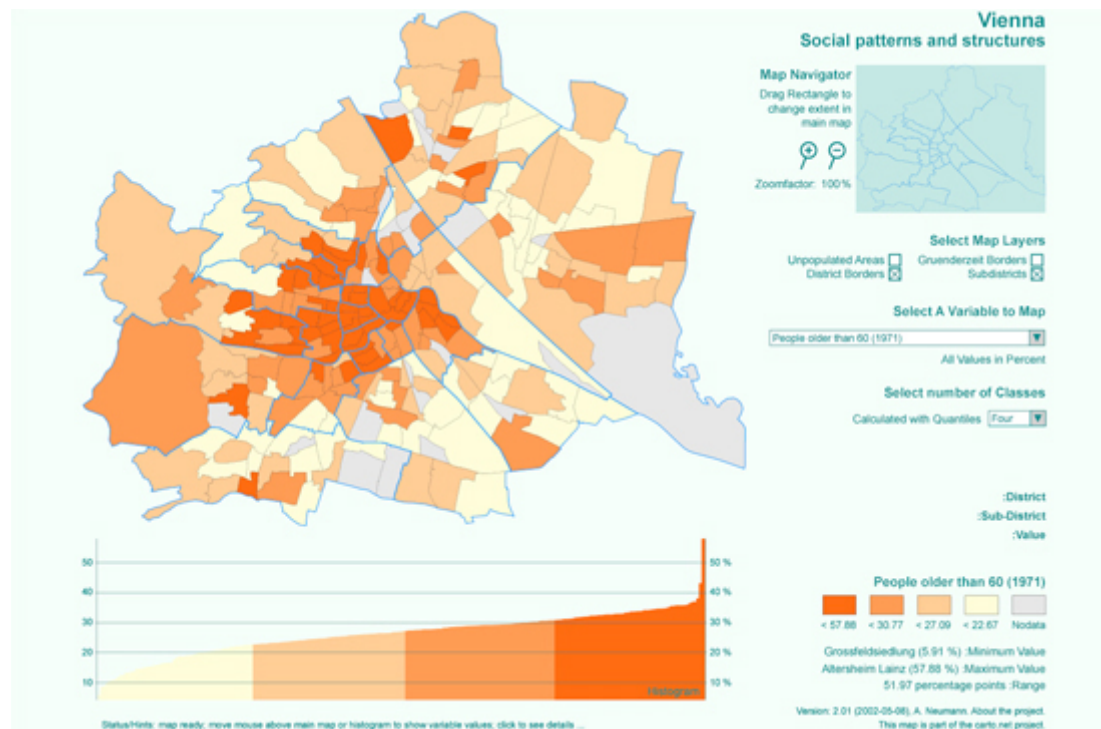 Vienna
Social patterns and structures
Map Navigator
Drag Rectangle to
change extent in
main map
Zoomfactor: 100%
Select Map Layers
Unpopulated Areas
Gruenderzeit Borders
District Borders
Subdistricts
Select A Variable to Map
People older than 60 (1971)
All Values in Percent
Select number of Classes
Calculated with Quantiles
Four
:District
:Sub-District
:Value
50
50 %
40
40 %
30
30 %
20
20 %
10
10 %
Histogram
People older than 60 (1971)
< 57.88
< 30.77
< 27.09
< 22.67
Nodata
Grossfeldsiedlung (5.91 %) :Minimum Value
Altersheim Lainz (57.88 %) :Maximum Value
51.97 percentage points :Range
Version: 2.01 (2002-05-08), A. Neumann. About the project.
This map is part of the carto.net project.
Status/Hints: map ready; move mouse above main map or histogram to show variable values; click to see details ...